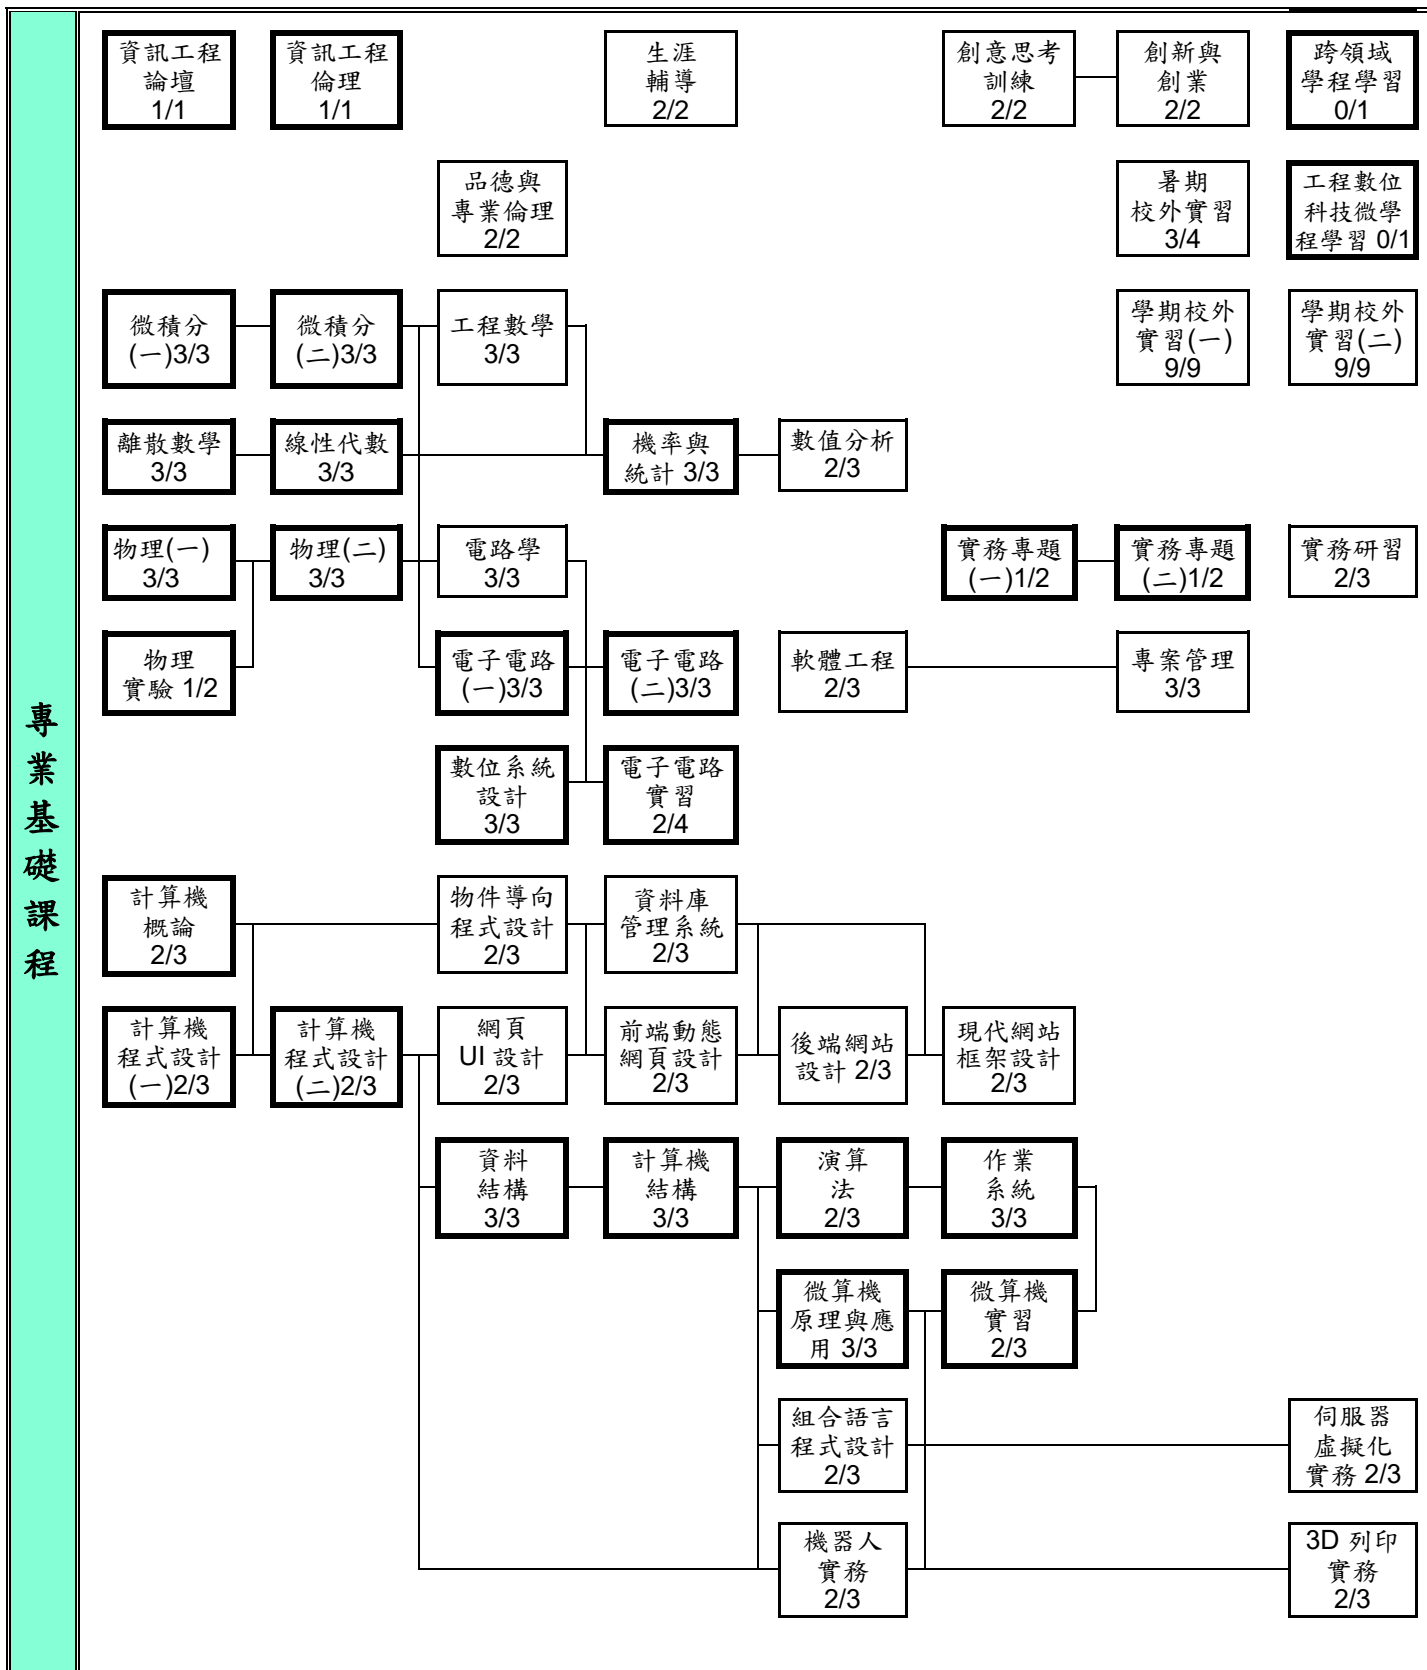 專業基礎課程
資訊工程
論壇
1/1
資訊工程
倫理
1/1
生涯
輔導
2/2
創意思考
訓練
2/2
創新與
創業
2/2
跨領域
學程學習
0/1
品德與
專業倫理
2/2
暑期
校外實習
3/4
工程數位
科技微學
程學習 0/1
微積分
(一)3/3
微積分
(二)3/3
工程數學
3/3
學期校外
實習(一)
9/9
學期校外
實習(二)
9/9
離散數學
3/3
線性代數
3/3
機率與
統計 3/3
數值分析
2/3
物理(一)
3/3
物理(二)
3/3
電路學
3/3
實務專題
(一)1/2
實務專題
(二)1/2
實務研習
2/3
物理
實驗 1/2
電子電路
(一)3/3
電子電路
(二)3/3
軟體工程
2/3
專案管理
3/3
數位系統
設計
3/3
電子電路
實習
2/4
計算機
概論
2/3
物件導向
程式設計
2/3
資料庫
管理系統
2/3
計算機
程式設計
(一)2/3
計算機
程式設計
(二)2/3
網頁
UI 設計
2/3
前端動態
網頁設計
2/3
後端網站
設計 2/3
現代網站
框架設計
2/3
資料
結構
3/3
計算機
結構
3/3
演算
法
2/3
作業
系統
3/3
微算機
原理與應
用 3/3
微算機
實習
2/3
組合語言
程式設計
2/3
伺服器
虛擬化
實務 2/3
機器人
實務
2/3
3D 列印
實務
2/3